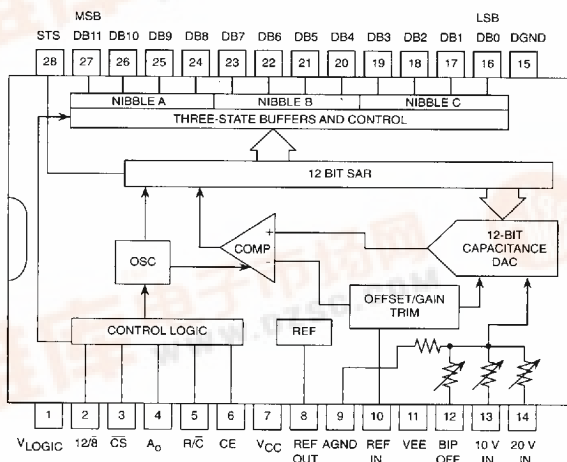 MSB
LSB
STS DB11 DB10 DB9 DB8 DB7 DB6 DB5 DB4 DB3 DB2 DB1 DB0 DGND
28 27 26 25 24 23 22 21 20 19 18 17 16 15
NIBBLE A NIBBLE B NIBBLE C
THREE-STATE BUFFERS AND CONTROL
12 BIT SAR
COMP
+
-
12-BIT
CAPACITANCE
DAC
OSC
OFFSET/GAIN
TRIM
CONTROL LOGIC
REF
WWW.DZSC.COM
1 2 3 4 5 6 7 8 9 10 11 12 13 14
VLOGIC 12/8̅ C̅S̅ Ao R/C̅ CE VCC REF OUT AGND REF IN VEE BIP OFF 10 V IN 20 V IN